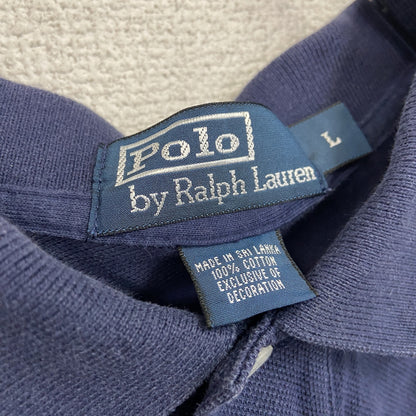 Polo
by Ralph Lauren
L
MADE IN SRI LANKA
100% COTTON
EXCLUSIVE OF
DECORATION